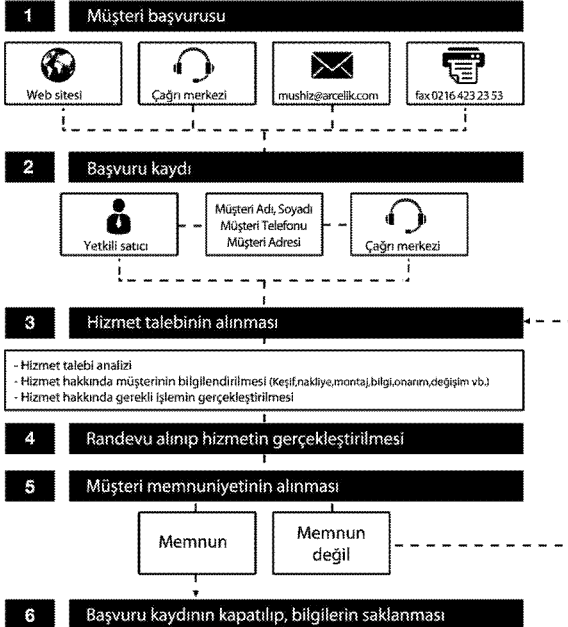 1 Müşteri başvurusu
Web sitesi
Çağrı merkezi
mushiz@arcelik.com
fax 0216 423 23 53
2 Başvuru kaydı
Yetkili satıcı
Müşteri Adı, Soyadı
Müşteri Telefonu
Müşteri Adresi
Çağrı merkezi
3 Hizmet talebinin alınması
- Hizmet talebi analizi
- Hizmet hakkında müşterinin bilgilendirilmesi (Keşif,nakliye,montaj,bilgi,onarım,değişim vb.)
- Hizmet hakkında gerekli işlemin gerçekleştirilmesi
4 Randevu alınıp hizmetin gerçekleştirilmesi
5 Müşteri memnuniyetinin alınması
Memnun
Memnun
değil
6 Başvuru kaydının kapatılıp, bilgilerin saklanması